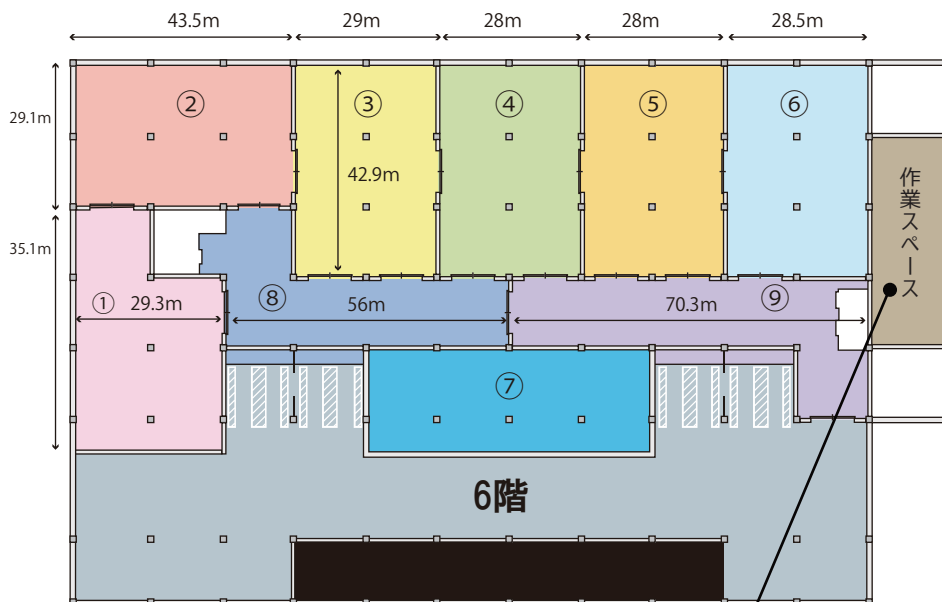 43.5m
29m
28m
28m
28.5m
29.1m
②
③
④
⑤
⑥
42.9m
作業スペース
35.1m
①
29.3m
⑧
56m
70.3m
⑨
⑦
6階